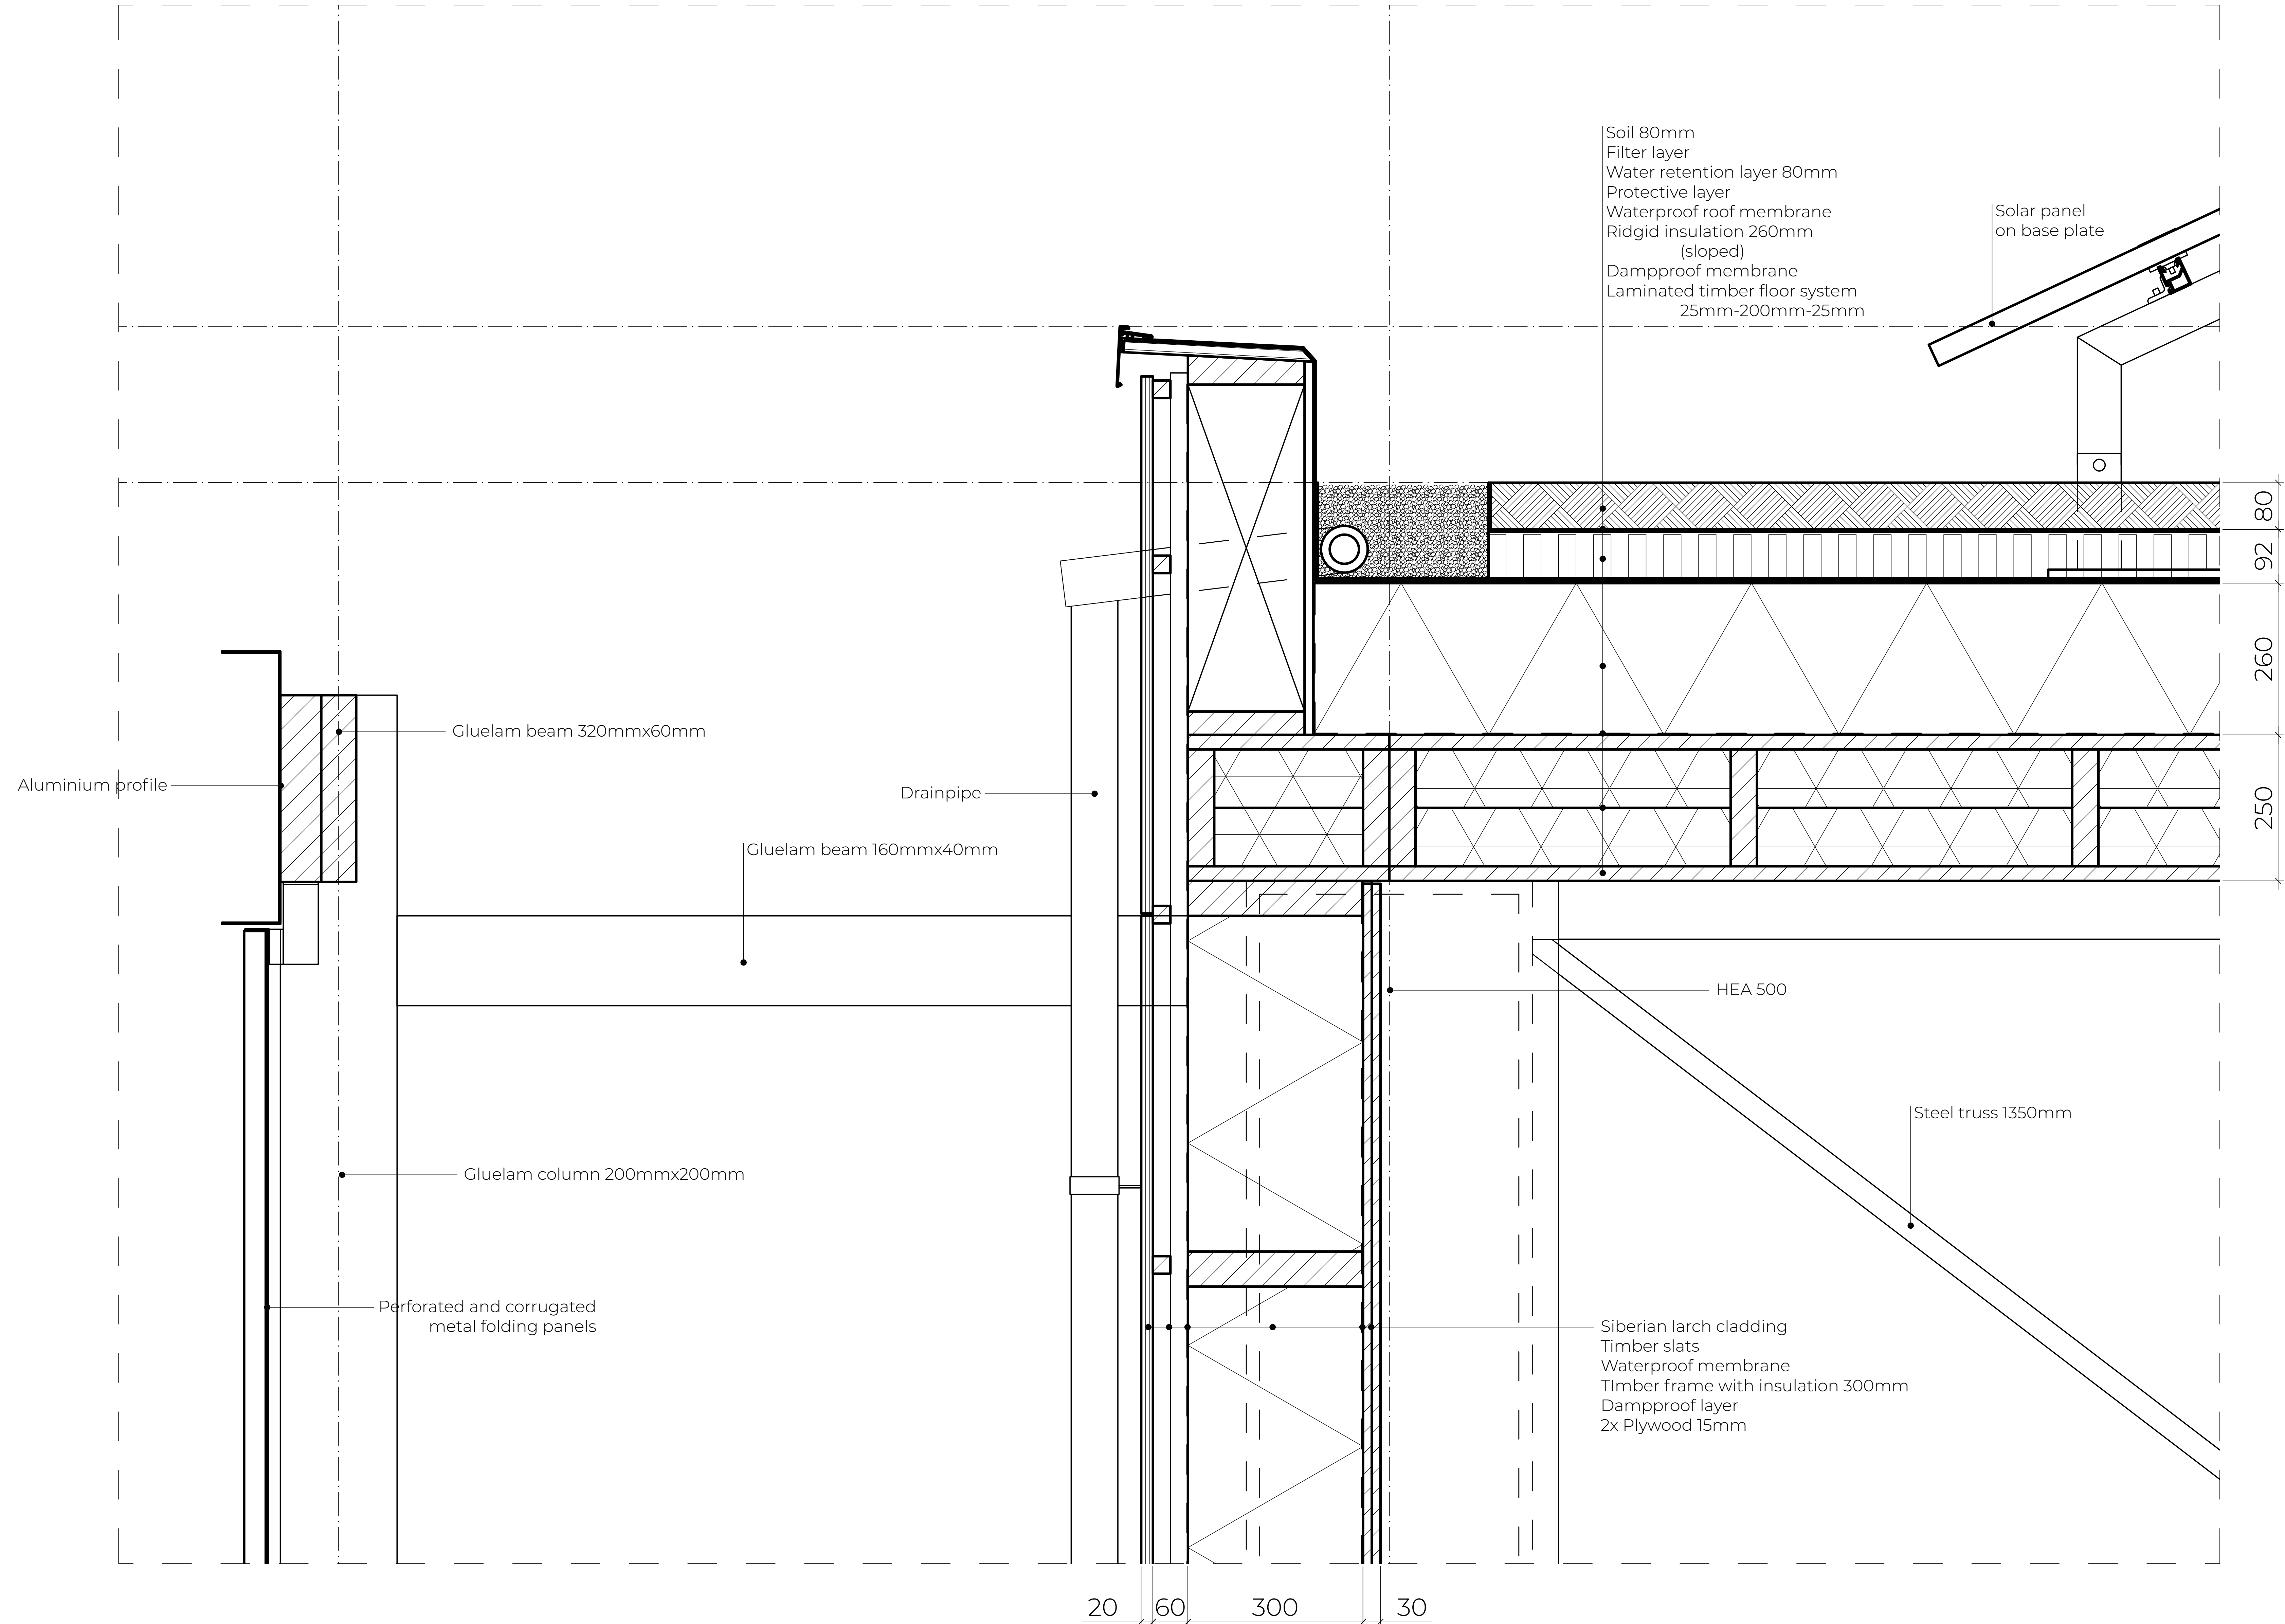 Soil 80mm
Filter layer
Water retention layer 80mm
Protective layer
Waterproof roof membrane
Ridgid insulation 260mm
(sloped)
Dampproof membrane
Laminated timber floor system
25mm-200mm-25mm
Solar panel
on base plate
80
92
260
250
Gluelam beam 320mmx60mm
Aluminium profile
Drainpipe
Gluelam beam 160mmx40mm
HEA 500
Steel truss 1350mm
Gluelam column 200mmx200mm
Perforated and corrugated
metal folding panels
Siberian larch cladding
Timber slats
Waterproof membrane
TImber frame with insulation 300mm
Dampproof layer
2x Plywood 15mm
20 60 300 30